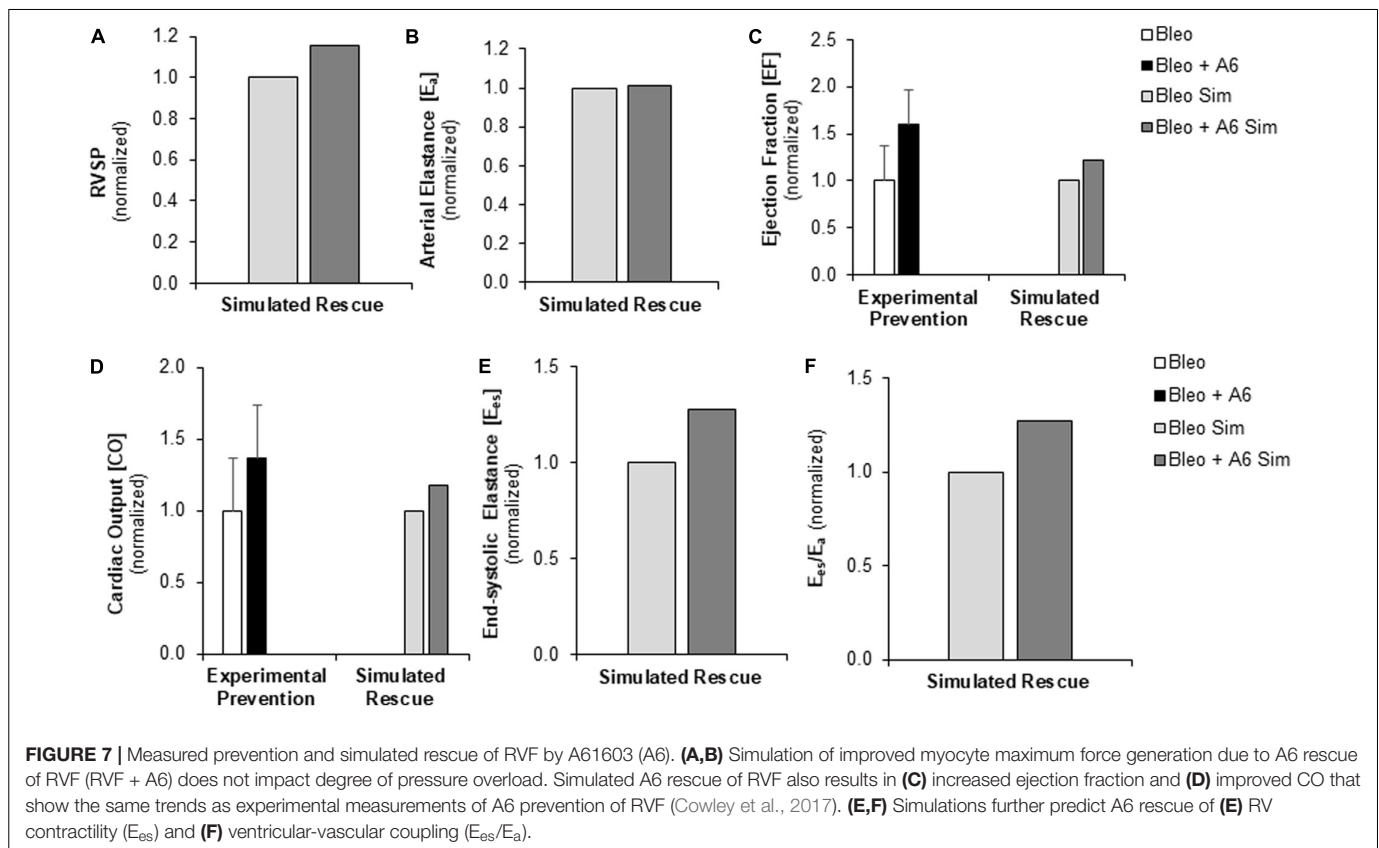 A
RVSP
(normalized)
1.2
1.0
0.8
0.6
0.4
0.2
0.0
Simulated Rescue
B
Arterial Elastance [Ea]
(normalized)
1.2
1.0
0.8
0.6
0.4
0.2
0.0
Simulated Rescue
C
Ejection Fraction [EF]
(normalized)
2.5
2.0
1.5
1.0
0.5
0.0
Experimental
Prevention
Simulated
Rescue
Bleo
Bleo + A6
Bleo Sim
Bleo + A6 Sim
D
Cardiac Output [CO]
(normalized)
2.0
1.5
1.0
0.5
0.0
Experimental
Prevention
Simulated
Rescue
E
End-systolic Elastance [Ees]
(normalized)
1.5
1.0
0.5
0.0
Simulated Rescue
F
Ees/Ea (normalized)
1.5
1.0
0.5
0.0
Simulated Rescue
Bleo
Bleo + A6
Bleo Sim
Bleo + A6 Sim
FIGURE 7 | Measured prevention and simulated rescue of RVF by A61603 (A6). (A,B) Simulation of improved myocyte maximum force generation due to A6 rescue
of RVF (RVF + A6) does not impact degree of pressure overload. Simulated A6 rescue of RVF also results in (C) increased ejection fraction and (D) improved CO that
show the same trends as experimental measurements of A6 prevention of RVF (Cowley et al., 2017). (E,F) Simulations further predict A6 rescue of (E) RV
contractility (Ees) and (F) ventricular-vascular coupling (Ees/Ea).